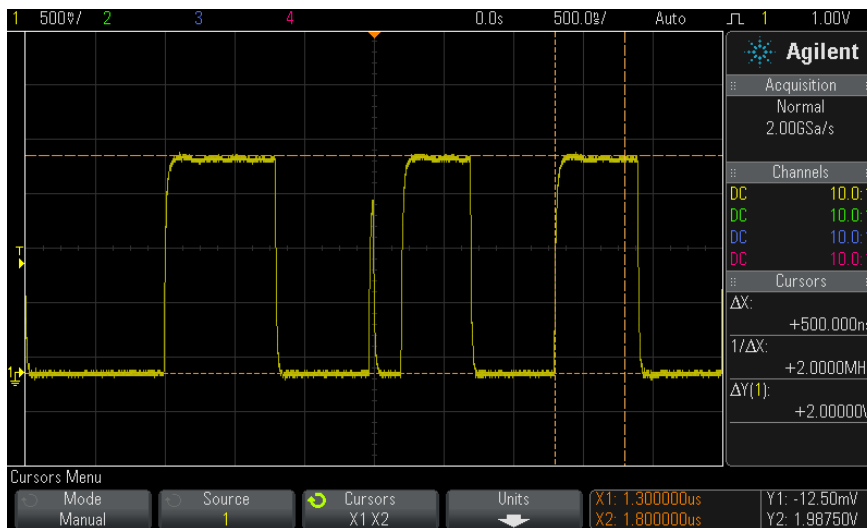 1 500mV/ 2 3 4 0.0s 500.0ns/ Auto 1 1.00V
Agilent
Acquisition
Normal
2.00GSa/s
Channels
DC 10.0:
DC 10.0:
DC 10.0:
DC 10.0:
Cursors
ΔX:
+500.000ns
1/ΔX:
+2.0000MH
ΔY(1):
+2.00000V
T
1
Cursors Menu
Mode
Manual
Source
1
Cursors
X1 X2
Units
X1: 1.300000us
X2: 1.800000us
Y1: -12.50mV
Y2: 1.98750V